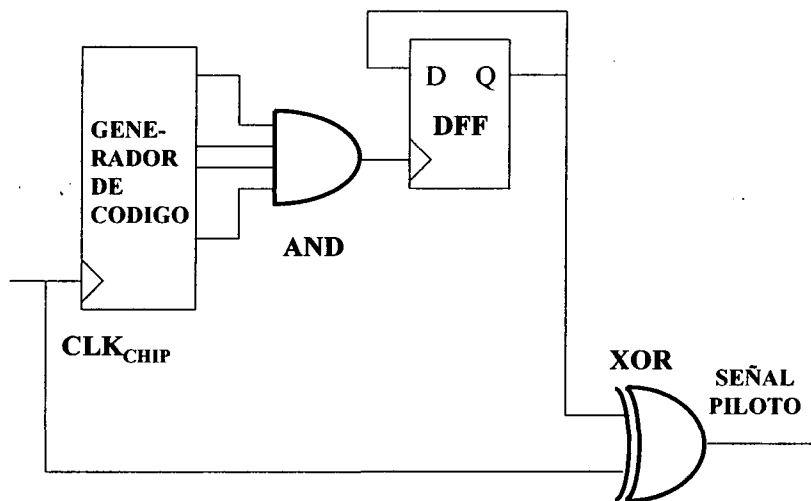 D Q
DFF
GENE-
RADOR
DE
CODIGO
AND
CLK_CHIP
XOR
SEÑAL
PILOTO